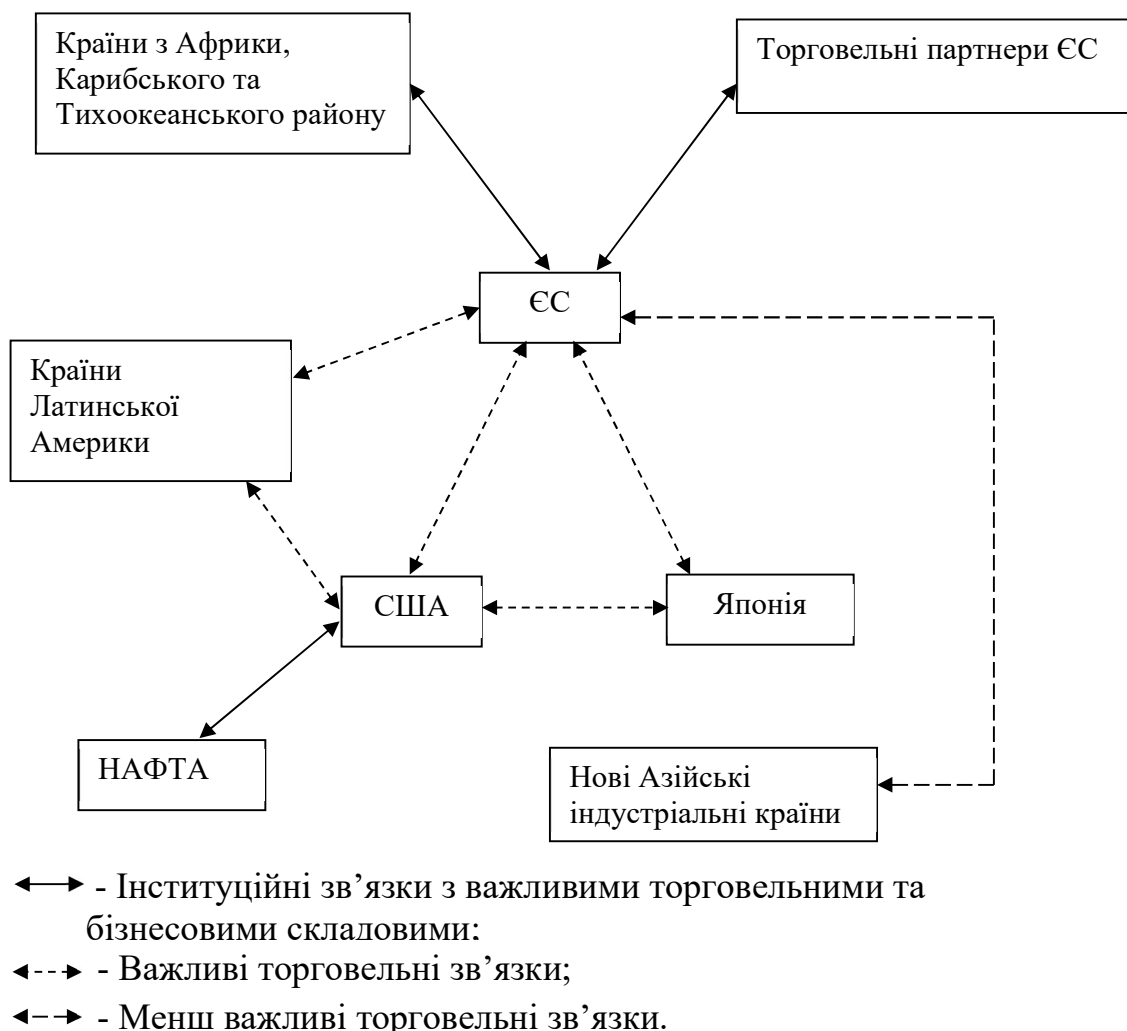 Країни з Африки,
Карибського та
Тихоокеанського району
Торговельні партнери ЄС
ЄС
Країни
Латинської
Америки
США
Японія
НАФТА
Нові Азійські
індустріальні країни
- Інституційні зв’язки з важливими торговельними та
бізнесовими складовими;
- Важливі торговельні зв’язки;
- Менш важливі торговельні зв’язки.